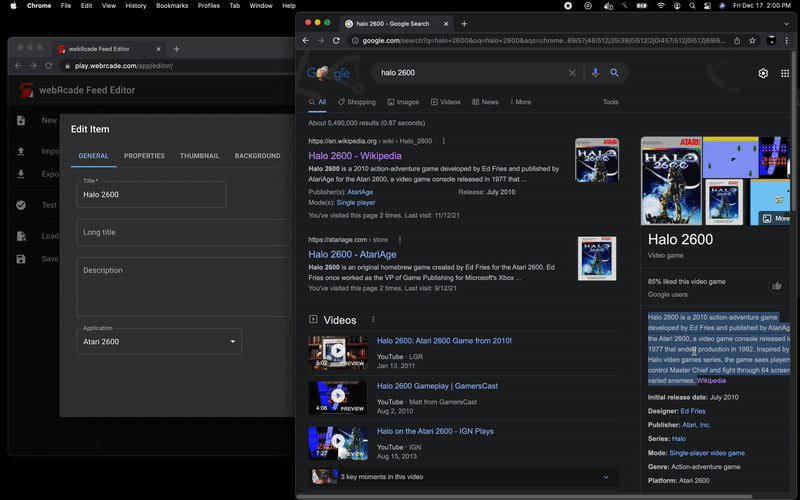 Chrome File Edit View History Bookmarks Profiles Tab Window Help
Fri Dec 17 2:00 PM
webRcade Feed Editor
play.webrcade.com/app/editor/
webЯcade Feed Editor
New
Impo
Expo
Test
Load
Save
Edit Item
GENERAL PROPERTIES THUMBNAIL BACKGROUND
Title *
Halo 2600
Long title
Description
Application
Atari 2600
halo 2600 - Google Search
google.com/search?q=halo+2600&oq=halo+2600&aqs=chrome..69i57j46i512j35i39j0i512l2j0i457i512j0i512j69i6...
Google
halo 2600
All Shopping Images Videos News More Tools
About 5,490,000 results (0.87 seconds)
https://en.wikipedia.org › wiki › Halo_2600
Halo 2600 - Wikipedia
Halo 2600 is a 2010 action-adventure game developed by Ed Fries and published by
AtariAge for the Atari 2600, a video game console released in 1977 that ...
Publisher(s): AtariAge Release: July 2010
Mode(s): Single player
You've visited this page 2 times. Last visit: 11/12/21
https://atariage.com › store
Halo 2600 - AtariAge
Halo 2600 is an original homebrew game created by Ed Fries for the Atari 2600. Ed
Fries once worked as the VP of Game Publishing for Microsoft's Xbox ...
You've visited this page 2 times. Last visit: 9/12/21
Videos
5:02 PREVIEW
Halo 2600: Atari 2600 Game from 2010!
YouTube · LGR
Jan 13, 2011
4:06 PREVIEW
Halo 2600 Gameplay | GamersCast
YouTube · Matt from GamersCast
Aug 2, 2010
7:27 PREVIEW
Halo on the Atari 2600 - IGN Plays
YouTube · IGN
Aug 15, 2013
3 key moments in this video
ATARI
HALO
2600
More
Halo 2600
Video game
85% liked this video game
Google users
Halo 2600 is a 2010 action-adventure game
developed by Ed Fries and published by AtariAg
the Atari 2600, a video game console released i
1977 that ended production in 1992. Inspired by
Halo video games series, the game sees players
control Master Chief and fight through 64 screen
varied enemies. Wikipedia
Initial release date: July 2010
Designer: Ed Fries
Publisher: Atari, Inc.
Series: Halo
Mode: Single-player video game
Genre: Action-adventure game
Platform: Atari 2600